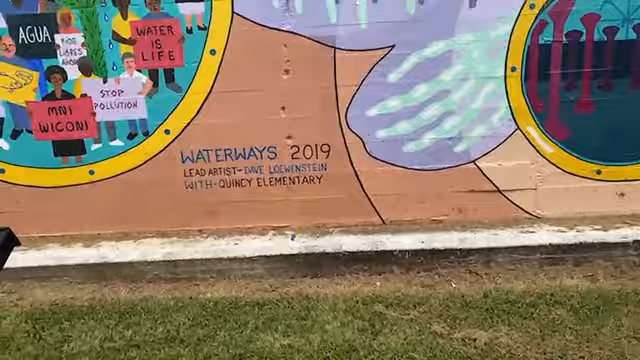 AGUA
WATER
IS
LIFE
STOP
POLLUTION
MNI
WICONI
WATERWAYS 2019
LEAD ARTIST-DAVE LOEWENSTEIN
WITH-QUINCY ELEMENTARY